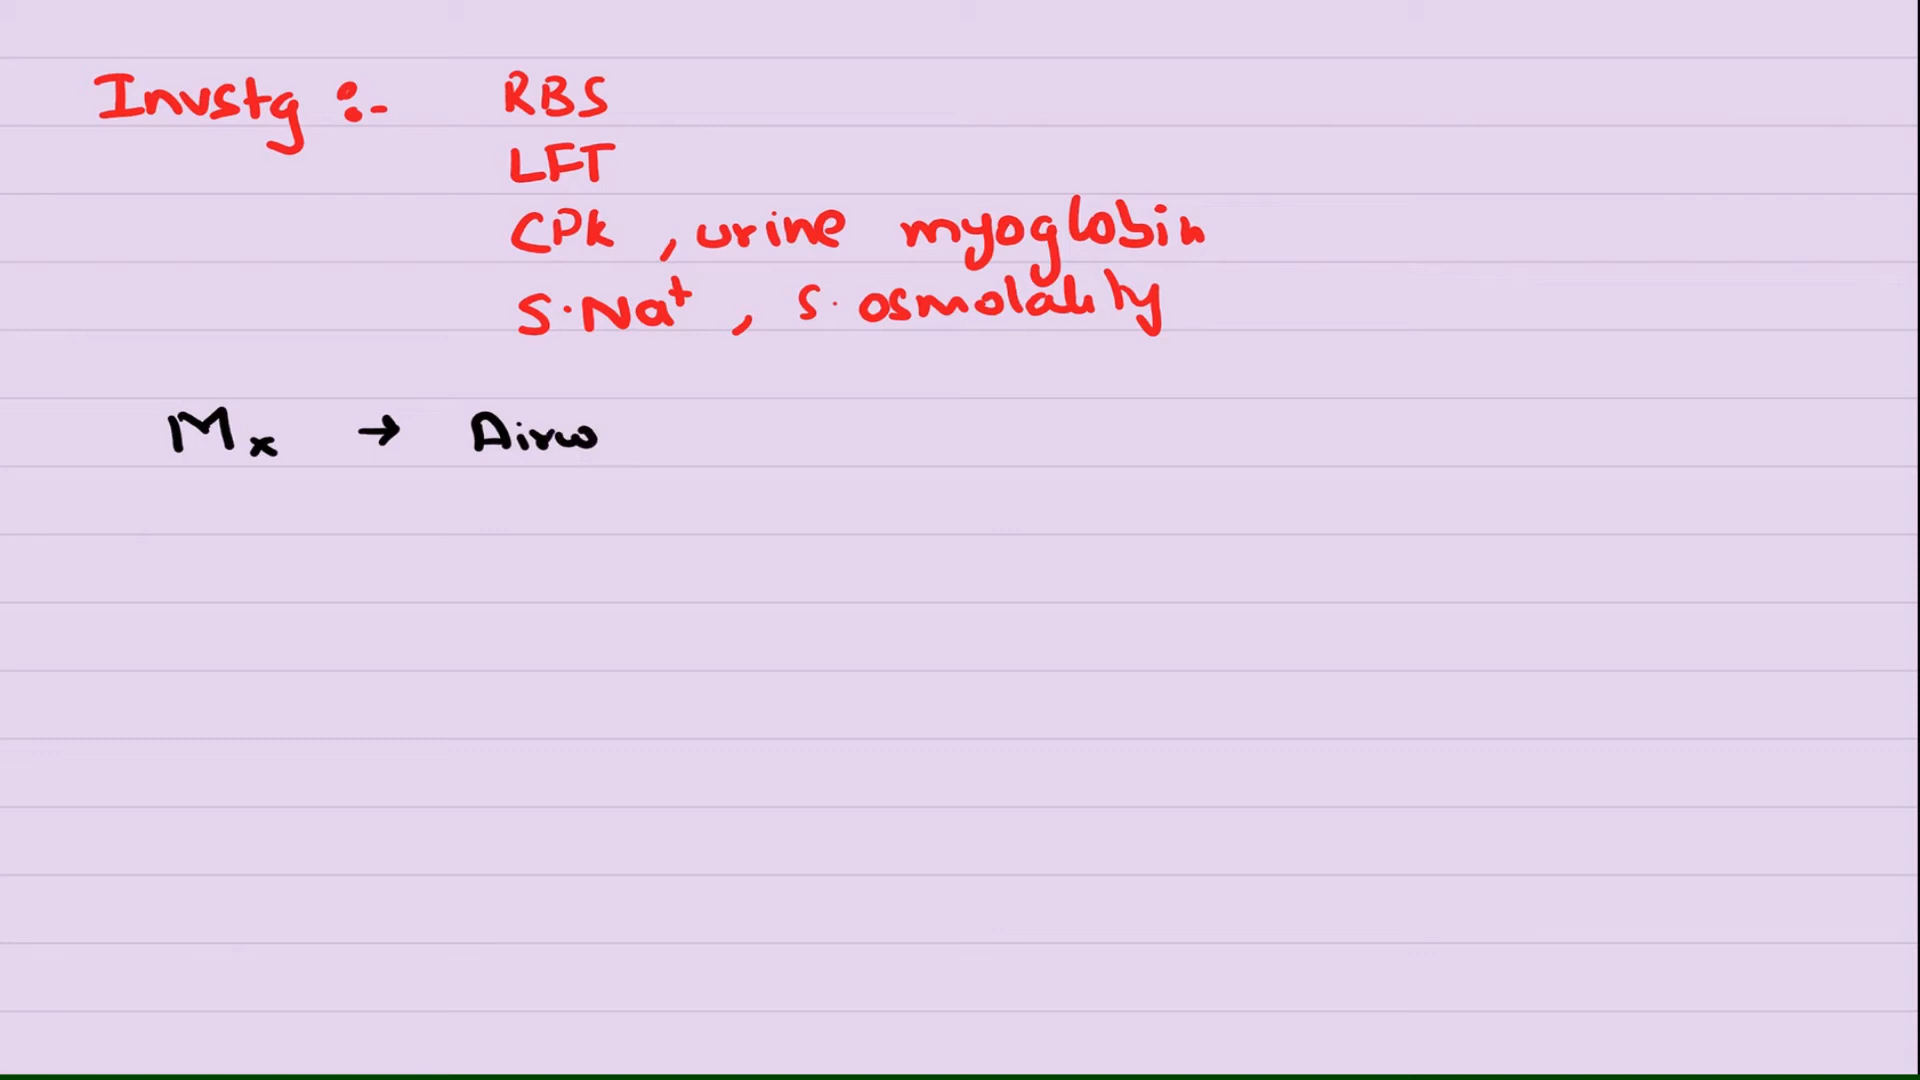 Invstg :- RBS
LFT
CPK , urine myoglobin
S.Na+ , S. osmolality
Mx → Airw